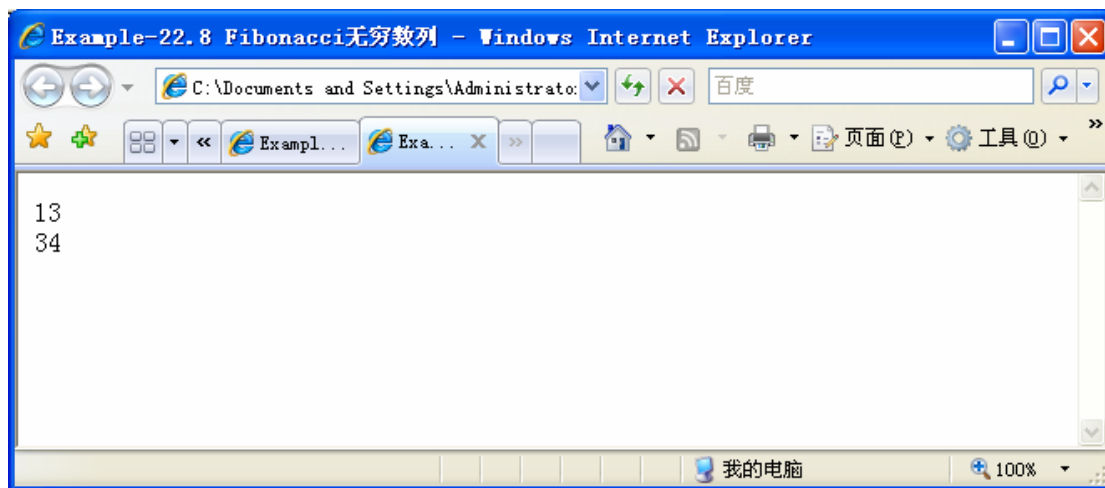 Example-22.8 Fibonacci无穷数列 - Windows Internet Explorer
C:\Documents and Settings\Administrato:
百度
Exampl...
Exa...
页面(P)
工具(O)
13
34
我的电脑
100%